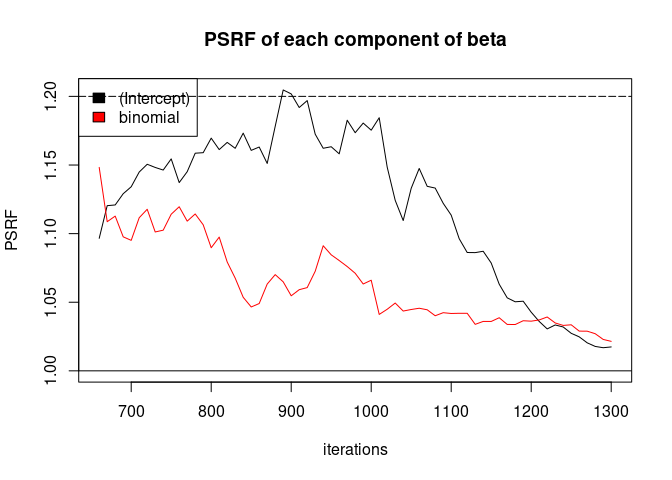 PSRF of each component of beta
(Intercept)
binomial
PSRF
1.20
1.15
1.10
1.05
1.00
700 800 900 1000 1100 1200 1300
iterations